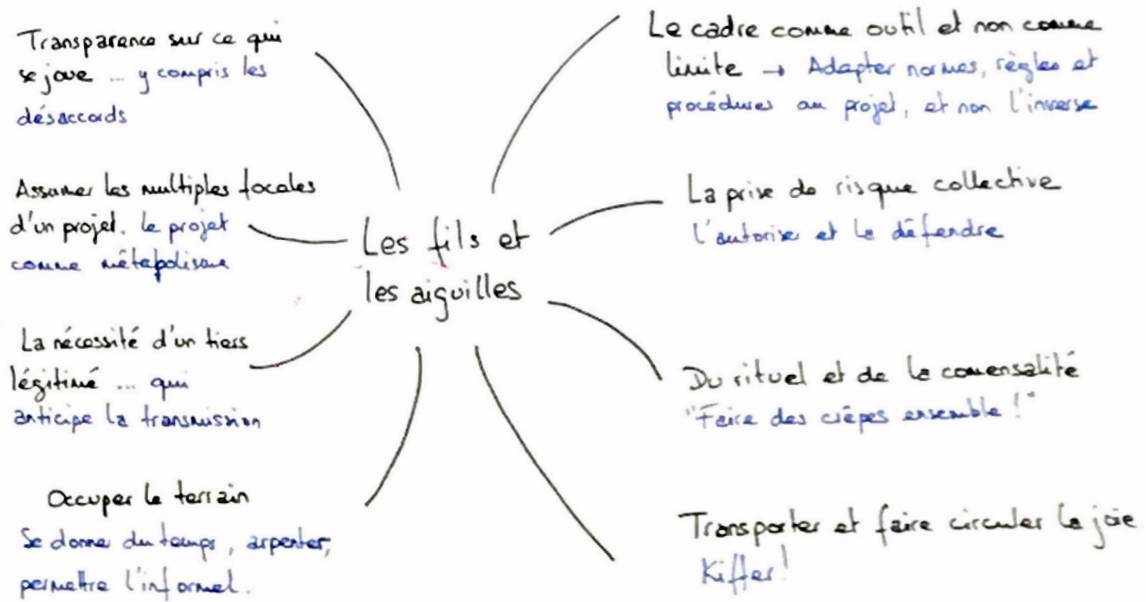 Transparence sur ce qui
se joue ... y compris les
désaccords
Assumer les multiples focales
d'un projet. le projet
comme métabolisme
La nécessité d'un tiers
légitimé ... qui
anticipe la transmission
Occuper le terrain
Se donner du temps, arpenter,
permettre l'informel.
Les fils et
les aiguilles
Le cadre comme outil et non comme
limite → Adapter normes, règles et
procédures au projet, et non l'inverse
La prise de risque collective
L'autoriser et la défendre
Du rituel et de la comensalité
"Faire des crêpes ensemble !"
Transporter et faire circuler la joie
Kiffer!